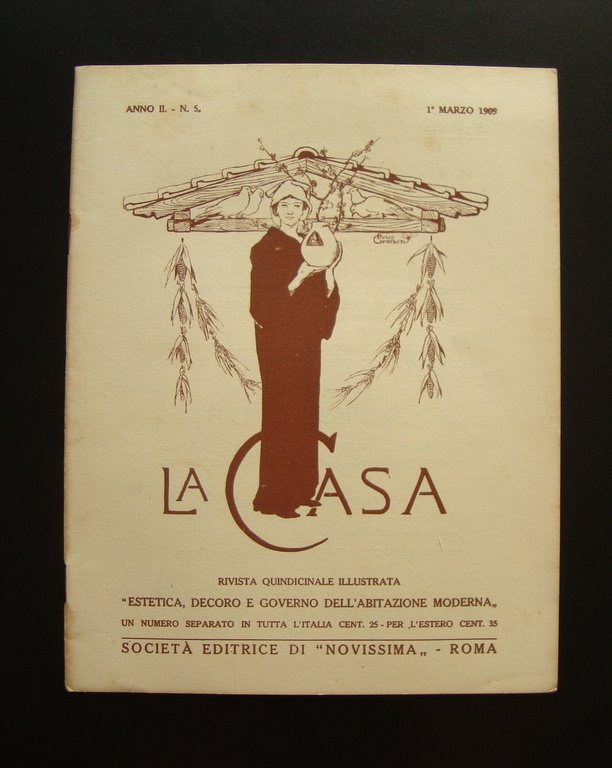 ANNO II. - N. 5.
1° MARZO 1909
LA CASA
RIVISTA QUINDICINALE ILLUSTRATA
"ESTETICA, DECORO E GOVERNO DELL'ABITAZIONE MODERNA„
UN NUMERO SEPARATO IN TUTTA L'ITALIA CENT. 25 - PER L'ESTERO CENT. 35
SOCIETÀ EDITRICE DI "NOVISSIMA„ - ROMA